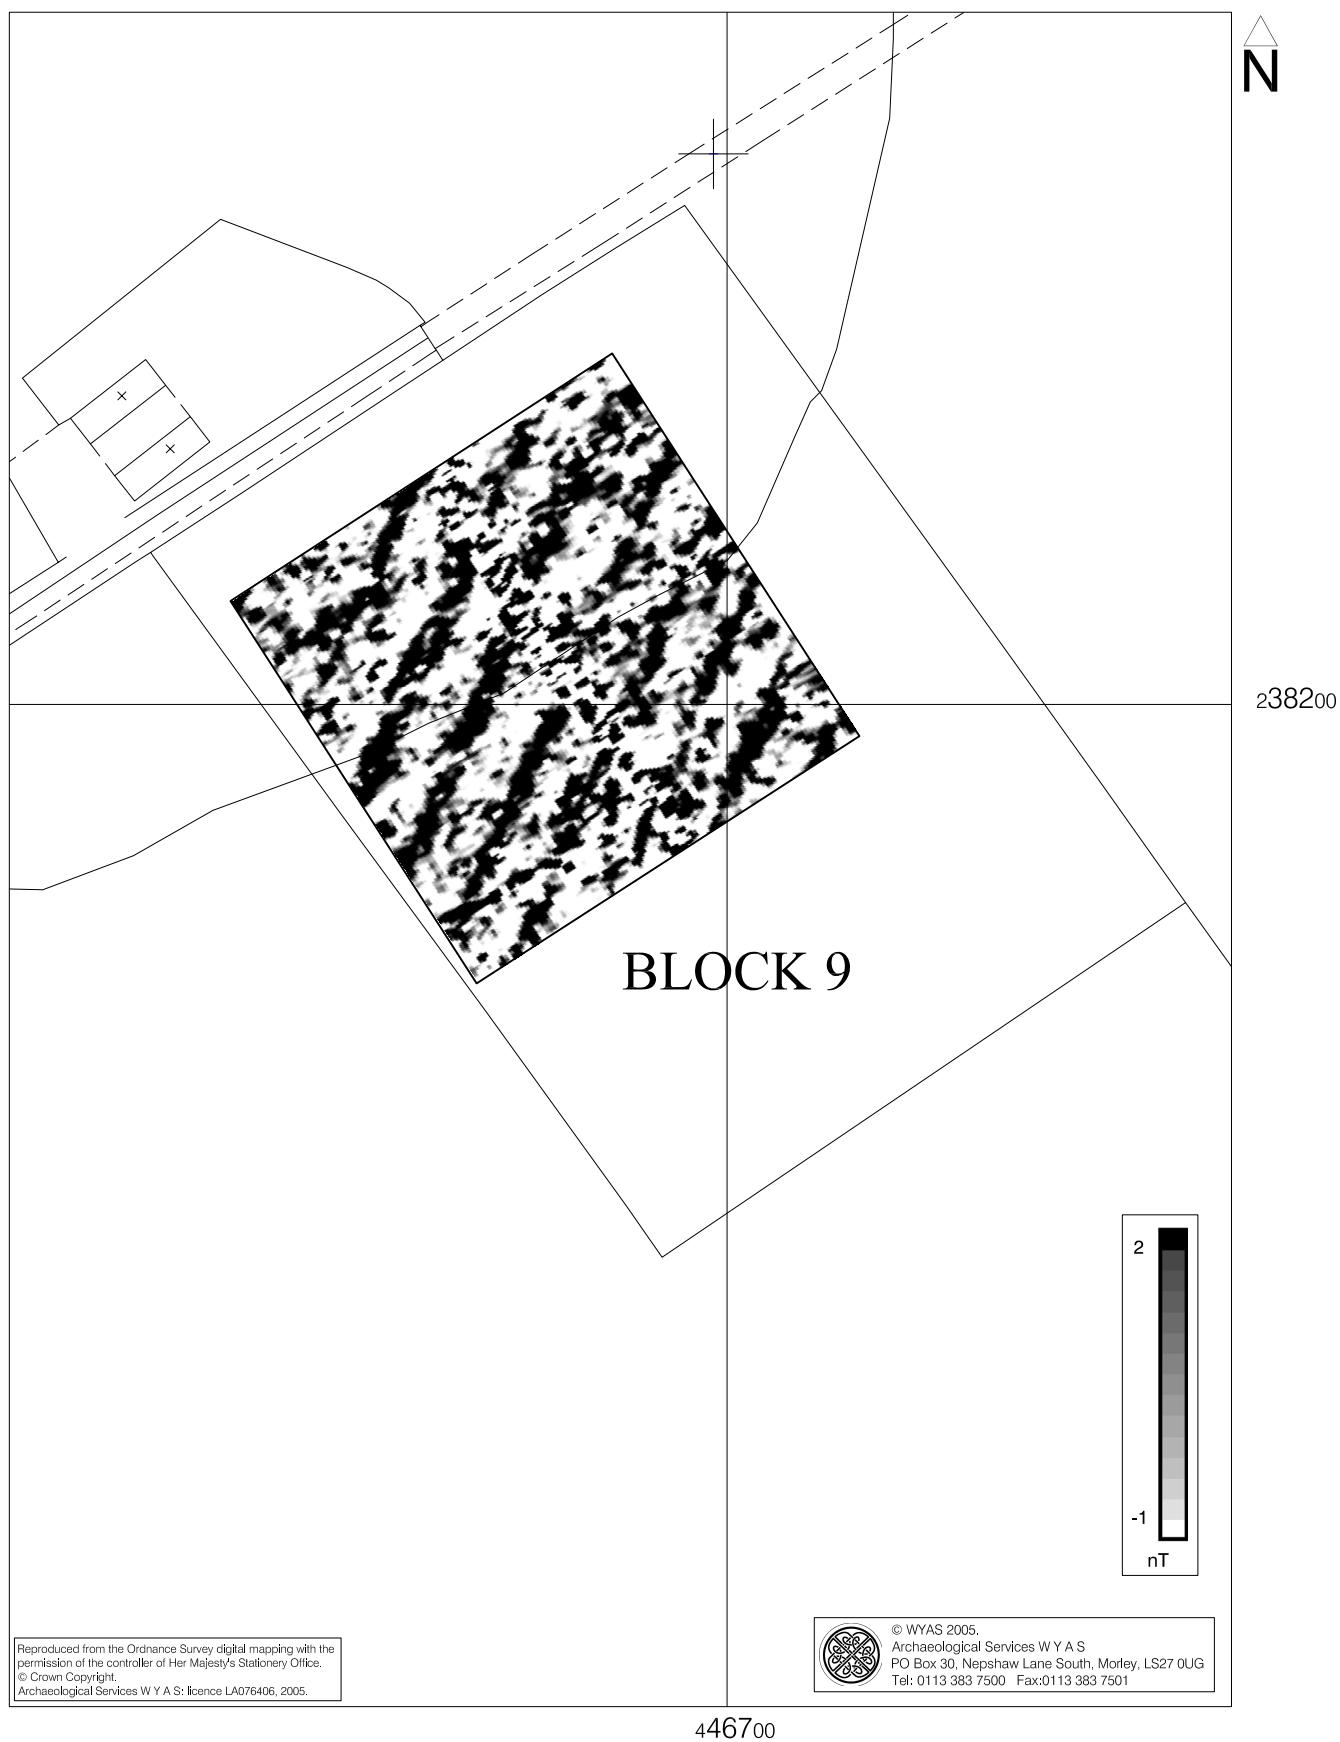 N
238200
BLOCK 9
2
-1
nT
Reproduced from the Ordnance Survey digital mapping with the
permission of the controller of Her Majesty's Stationery Office.
© Crown Copyright.
Archaeological Services W Y A S: licence LA076406, 2005.
© WYAS 2005.
Archaeological Services W Y A S
PO Box 30, Nepshaw Lane South, Morley, LS27 0UG
Tel: 0113 383 7500 Fax:0113 383 7501
446700